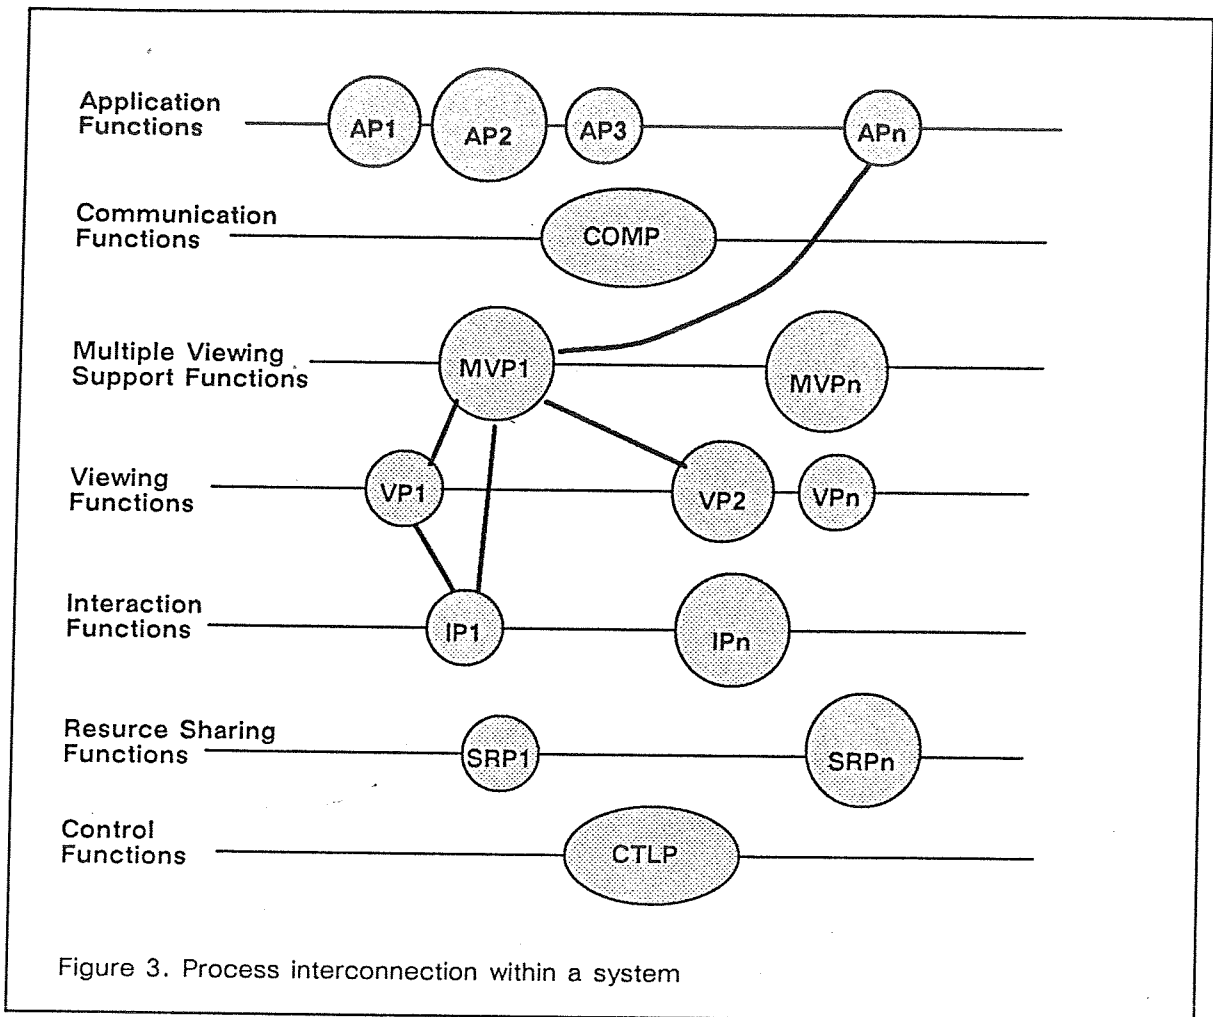 Application
Functions
AP1 AP2 AP3 APn
Communication
Functions
COMP
Multiple Viewing
Support Functions
MVP1 MVPn
Viewing
Functions
VP1 VP2 VPn
Interaction
Functions
IP1 IPn
Resurce Sharing
Functions
SRP1 SRPn
Control
Functions
CTLP
Figure 3. Process interconnection within a system